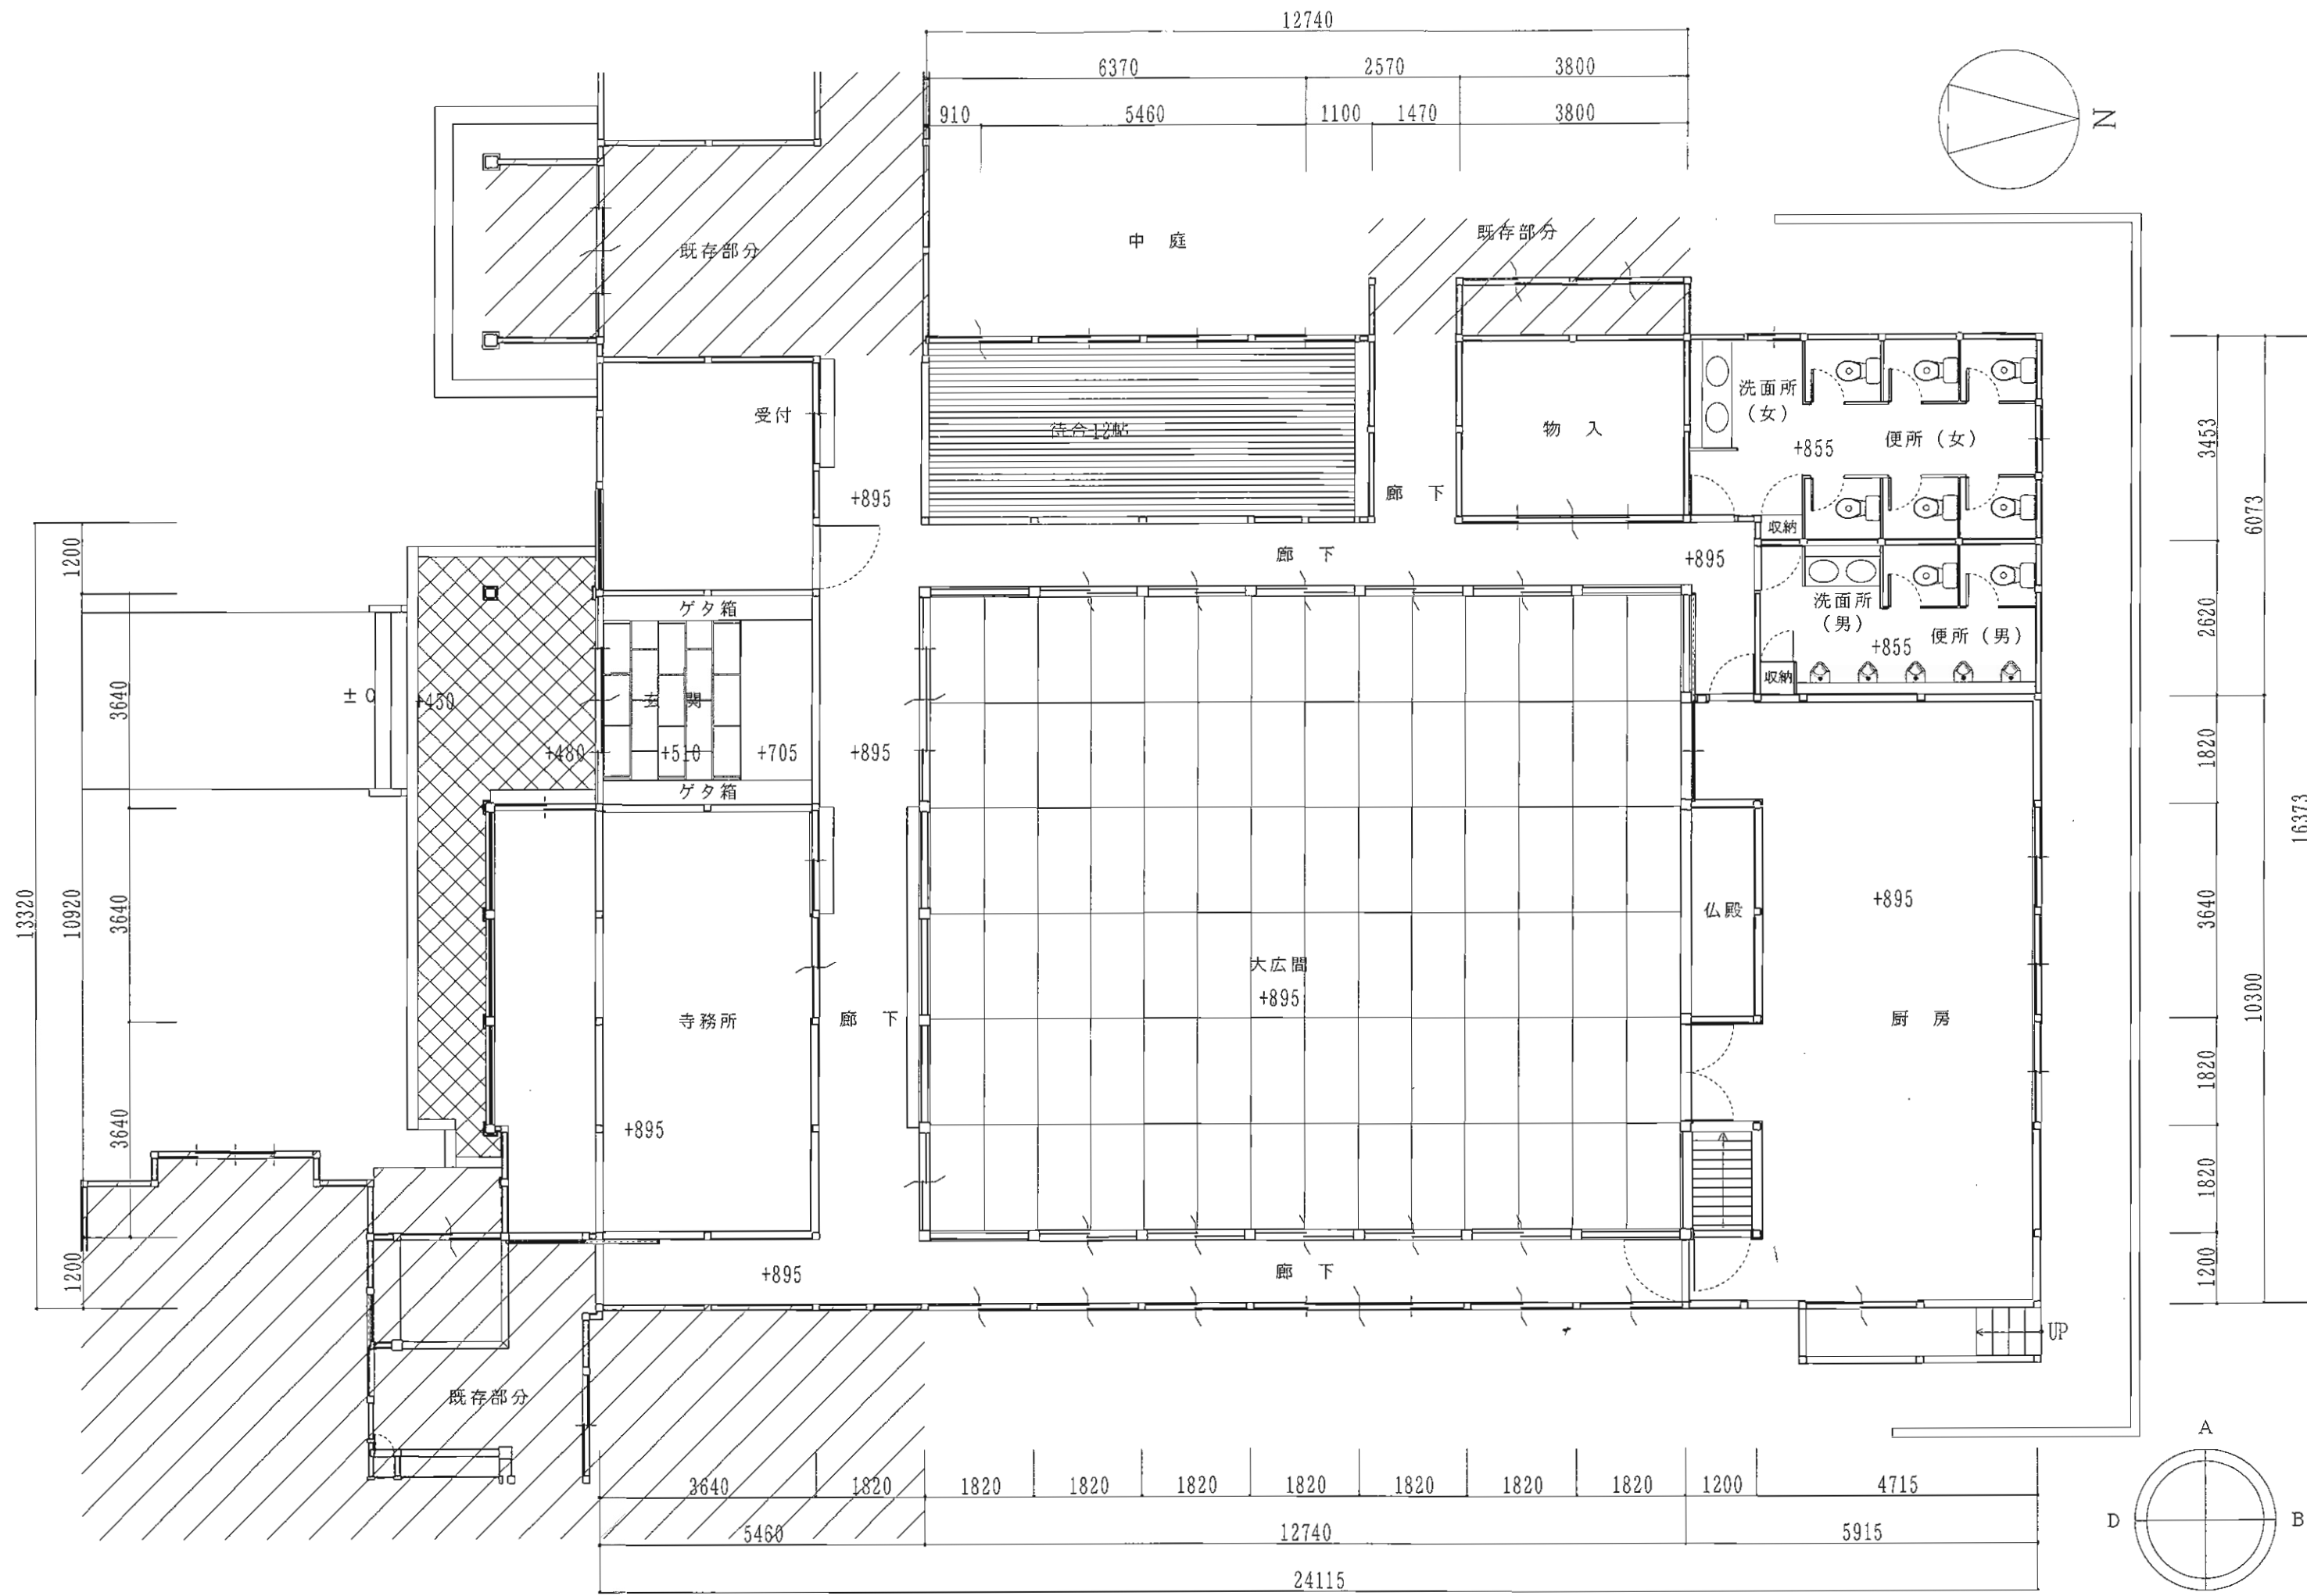 12740
6370 2570 3800
910 5460 1100 1470 3800
N
既存部分
中 庭
既存部分
受付
待合12帖
物 入
洗面所
(女)
便所(女)
+855
+895
廊 下
収納
廊 下
+895
ゲタ箱
洗面所
(男)
便所(男)
+855
収納
±0
+450
玄 関
+480
+510
+705
+895
ゲタ箱
仏殿
+895
大広間
+895
寺務所
廊 下
厨 房
+895
+895
廊 下
既存部分
UP
1200
3640
3640
3640
1200
10920
13320
3453
2620
1820
3640
1820
1820
1200
6073
10300
16373
3640 1820 1820 1820 1820 1820 1820 1820 1820 1200 4715
5460 12740 5915
24115
A
D B